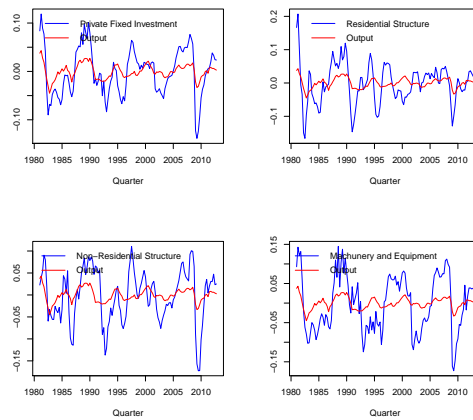 Private Fixed Investment
Output
0.10
0.00
-0.10
1980 1985 1990 1995 2000 2005 2010
Quarter
Residential Structure
Output
0.2
0.1
0.0
-0.1
1980 1985 1990 1995 2000 2005 2010
Quarter
Non-Residential Structure
Output
0.05
-0.05
-0.15
1980 1985 1990 1995 2000 2005 2010
Quarter
Machunery and Equipment
Output
0.15
0.05
-0.05
-0.15
1980 1985 1990 1995 2000 2005 2010
Quarter